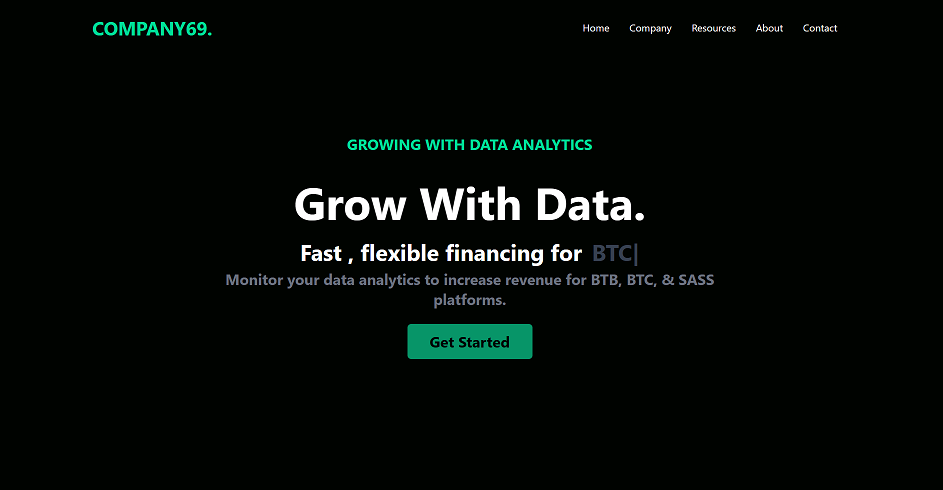 COMPANY69.
Home Company Resources About Contact
GROWING WITH DATA ANALYTICS
Grow With Data.
Fast , flexible financing for BTC|
Monitor your data analytics to increase revenue for BTB, BTC, & SASS
platforms.
Get Started